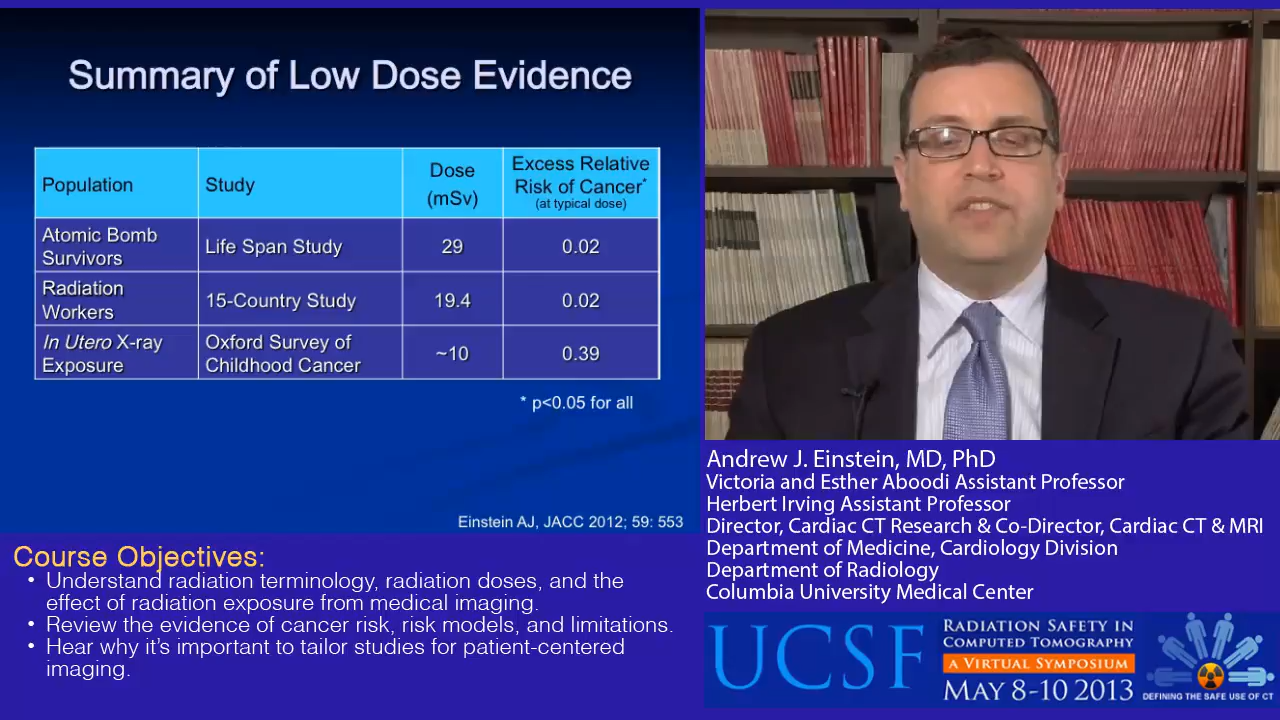 Summary of Low Dose Evidence
Population
Study
Dose
(mSv)
Excess Relative
Risk of Cancer*
(at typical dose)
Atomic Bomb
Survivors
Life Span Study
29
0.02
Radiation
Workers
15-Country Study
19.4
0.02
In Utero X-ray
Exposure
Oxford Survey of
Childhood Cancer
~10
0.39
* p<0.05 for all
Einstein AJ, JACC 2012; 59: 553
Course Objectives:
• Understand radiation terminology, radiation doses, and the
effect of radiation exposure from medical imaging.
• Review the evidence of cancer risk, risk models, and limitations.
• Hear why it's important to tailor studies for patient-centered
imaging.
Andrew J. Einstein, MD, PhD
Victoria and Esther Aboodi Assistant Professor
Herbert Irving Assistant Professor
Director, Cardiac CT Research & Co-Director, Cardiac CT & MRI
Department of Medicine, Cardiology Division
Department of Radiology
Columbia University Medical Center
UCSF
RADIATION SAFETY IN
COMPUTED TOMOGRAPHY
A VIRTUAL SYMPOSIUM
MAY 8-10 2013
DEFINING THE SAFE USE OF CT